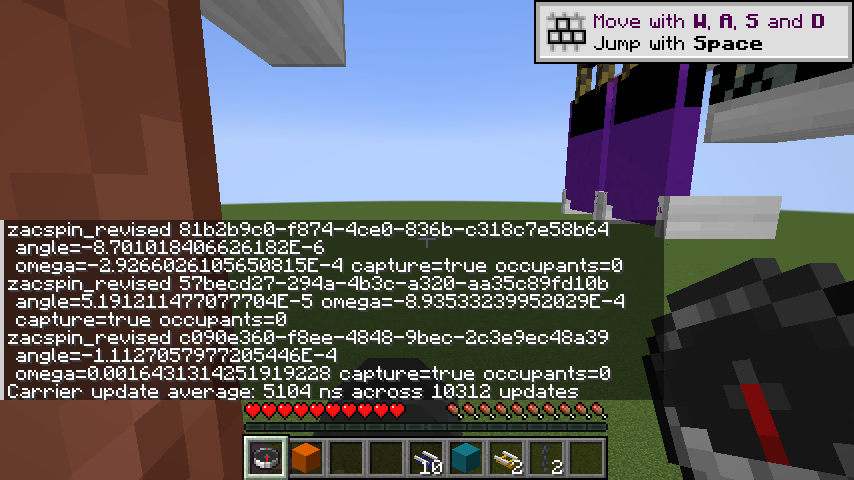 Move with W, A, S and D
Jump with Space
zacspin_revised 81b2b9c0-f874-4ce0-836b-c318c7e58b64
angle=-8.701018406626182E-6
omega=-2.9266026105650815E-4 capture=true occupants=0
zacspin_revised 57becd27-294a-4b3c-a320-aa35c89fd10b
angle=5.191211477077704E-5 omega=-8.935332399520​29E-4
capture=true occupants=0
zacspin_revised c090e360-f8ee-4848-9bec-2c3e9ec48a39
angle=-1.1127057977205446E-4
omega=0.0016431314251919228 capture=true occupants=0
Carrier update average: 5104 ns across 10312 updates
10 2 2